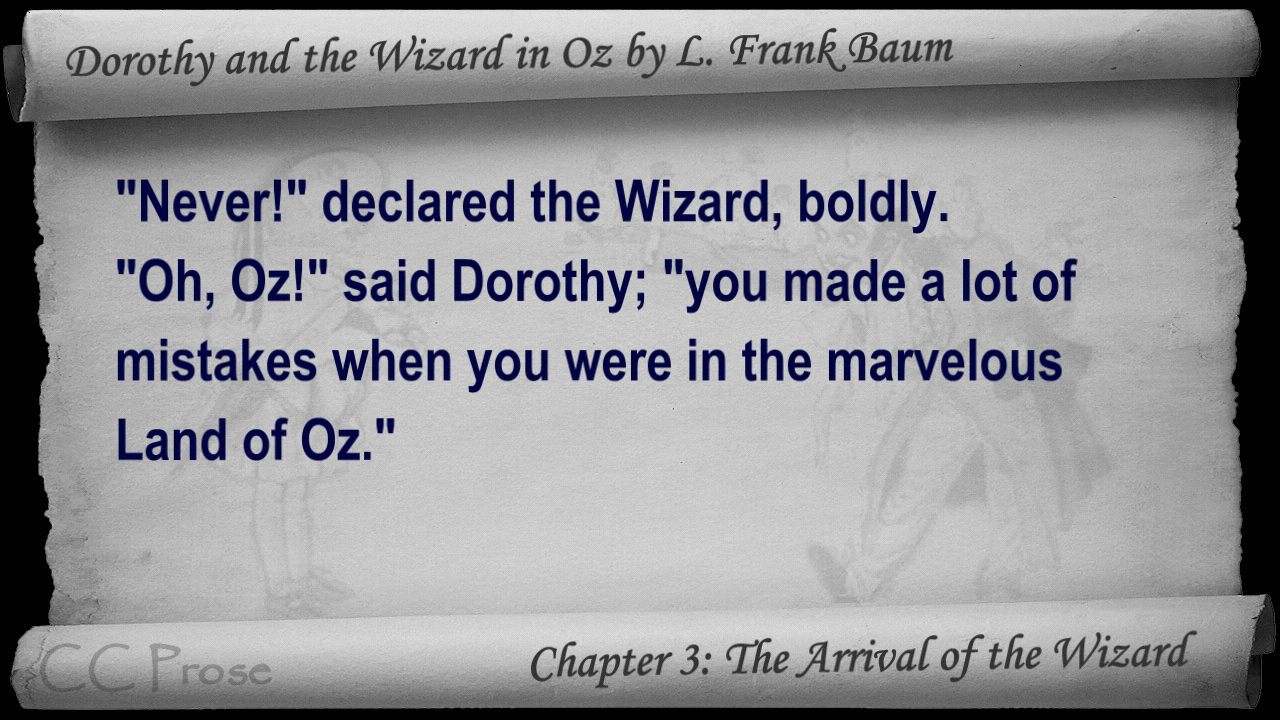 Dorothy and the Wizard in Oz by L. Frank Baum
"Never!" declared the Wizard, boldly.
"Oh, Oz!" said Dorothy; "you made a lot of
mistakes when you were in the marvelous
Land of Oz."
CC Prose
Chapter 3: The Arrival of the Wizard